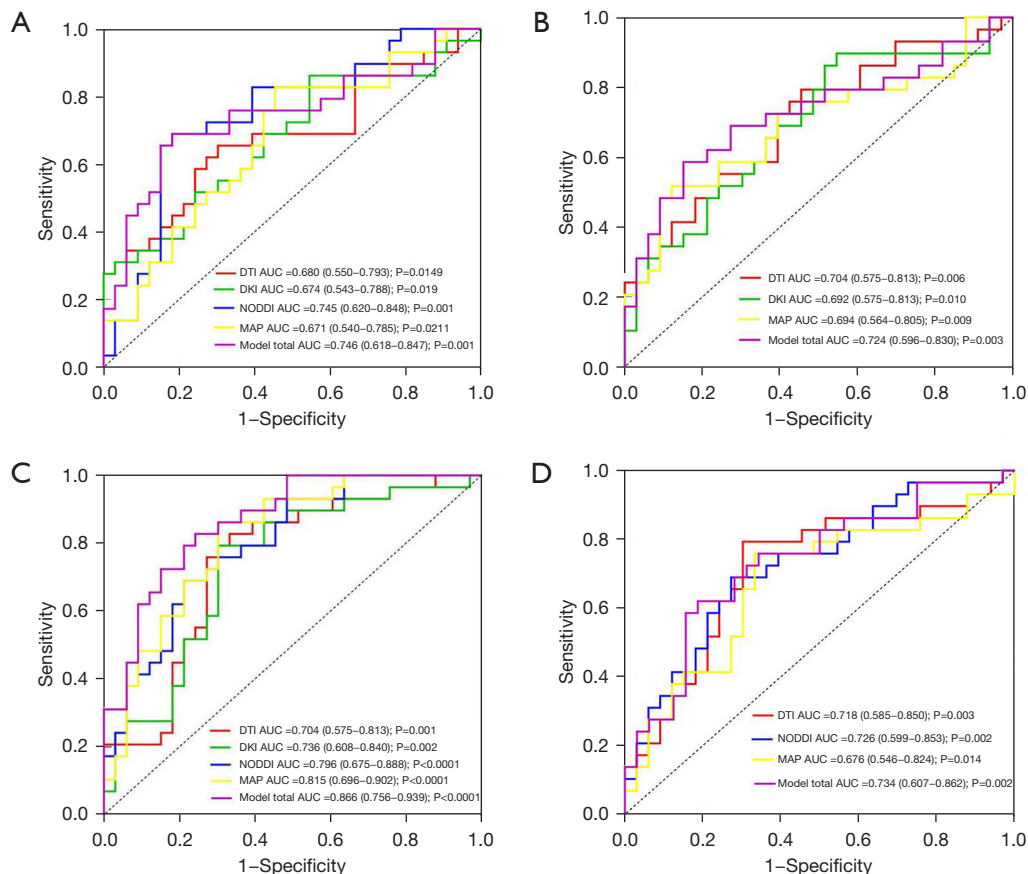 A
1.0
0.8
0.6
0.4
0.2
0.0
Sensitivity
DTI AUC =0.680 (0.550–0.793); P=0.0149
DKI AUC =0.674 (0.543–0.788); P=0.019
NODDI AUC =0.745 (0.620–0.848); P=0.001
MAP AUC =0.671 (0.540–0.785); P=0.0211
Model total AUC =0.746 (0.618–0.847); P=0.001
0.0 0.2 0.4 0.6 0.8 1.0
1–Specificity
B
1.0
0.8
0.6
0.4
0.2
0.0
Sensitivity
DTI AUC =0.704 (0.575–0.813); P=0.006
DKI AUC =0.692 (0.575–0.813); P=0.010
MAP AUC =0.694 (0.564–0.805); P=0.009
Model total AUC =0.724 (0.596–0.830); P=0.003
0.0 0.2 0.4 0.6 0.8 1.0
1–Specificity
C
1.0
0.8
0.6
0.4
0.2
0.0
Sensitivity
DTI AUC =0.704 (0.575–0.813); P=0.001
DKI AUC =0.736 (0.608–0.840); P=0.002
NODDI AUC =0.796 (0.675–0.888); P<0.0001
MAP AUC =0.815 (0.696–0.902); P<0.0001
Model total AUC =0.866 (0.756–0.939); P<0.0001
0.0 0.2 0.4 0.6 0.8 1.0
1–Specificity
D
1.0
0.8
0.6
0.4
0.2
0.0
Sensitivity
DTI AUC =0.718 (0.585–0.850); P=0.003
NODDI AUC =0.726 (0.599–0.853); P=0.002
MAP AUC =0.676 (0.546–0.824); P=0.014
Model total AUC =0.734 (0.607–0.862); P=0.002
0.0 0.2 0.4 0.6 0.8 1.0
1–Specificity